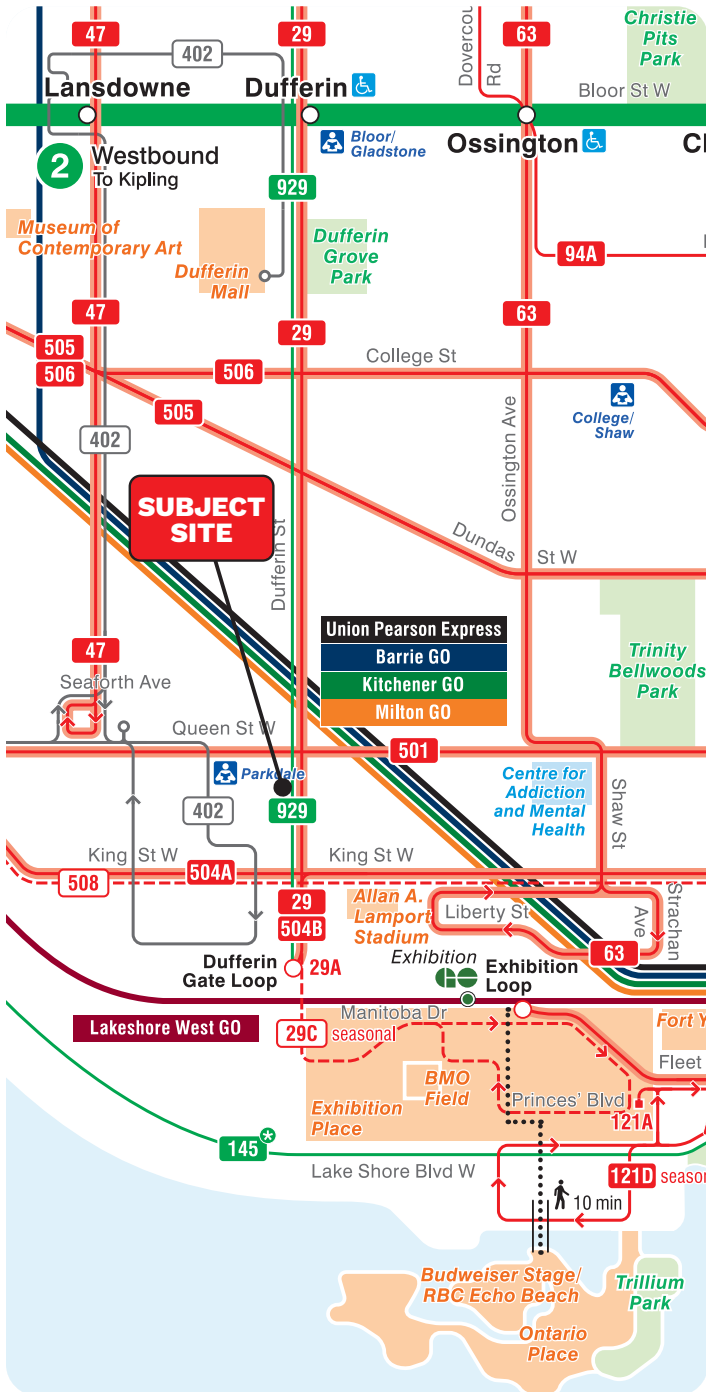 47
402
29
Dovercou
Rd
63
Christie
Pits
Park
Lansdowne
Dufferin
Bloor St W
Bloor/
Gladstone
Ossington
Ch
2
Westbound
To Kipling
929
Museum of
Contemporary Art
Dufferin
Mall
Dufferin
Grove
Park
94A
47
29
63
505
506
506
College St
505
402
Ossington Ave
College/
Shaw
SUBJECT
SITE
Dufferin St
Dundas
St W
Union Pearson Express
Barrie GO
Kitchener GO
Milton GO
Trinity
Bellwoods
Park
47
Seaforth Ave
Queen St W
501
Parkdale
929
402
Centre for
Addiction
and Mental
Health
Shaw St
King St W
504A
King St W
508
29
504B
Allan A.
Lamport
Stadium
Liberty St
Strachan
Ave
63
Dufferin
Gate Loop
29A
Exhibition
Exhibition
Loop
Lakeshore West GO
29C
seasonal
Manitoba Dr
Fort Y
Fleet
BMO
Field
Exhibition
Place
Princes' Blvd
121A
145
Lake Shore Blvd W
121D
season
10 min
Budweiser Stage/
RBC Echo Beach
Trillium
Park
Ontario
Place